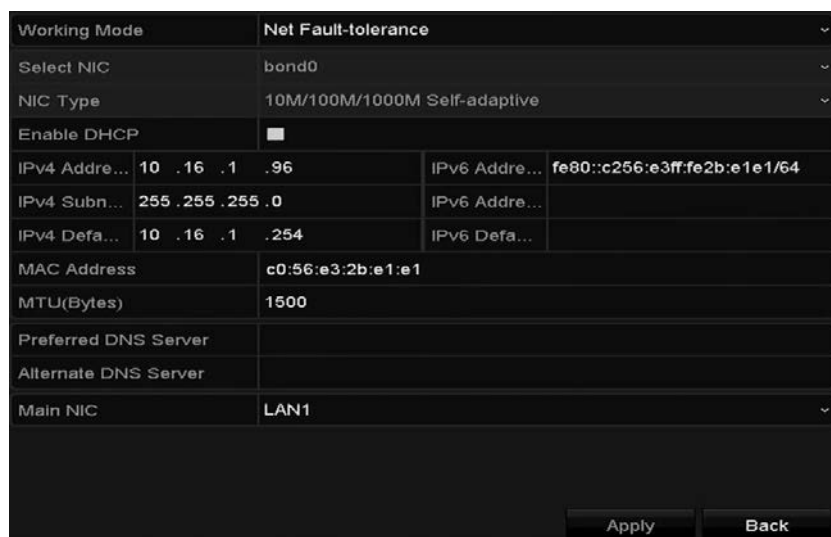 Working Mode Net Fault-tolerance
Select NIC bond0
NIC Type 10M/100M/1000M Self-adaptive
Enable DHCP
IPv4 Addre... 10 .16 .1 .96 IPv6 Addre... fe80::c256:e3ff:fe2b:e1e1/64
IPv4 Subn... 255.255.255.0 IPv6 Addre...
IPv4 Defa... 10 .16 .1 .254 IPv6 Defa...
MAC Address c0:56:e3:2b:e1:e1
MTU(Bytes) 1500
Preferred DNS Server
Alternate DNS Server
Main NIC LAN1
Apply Back